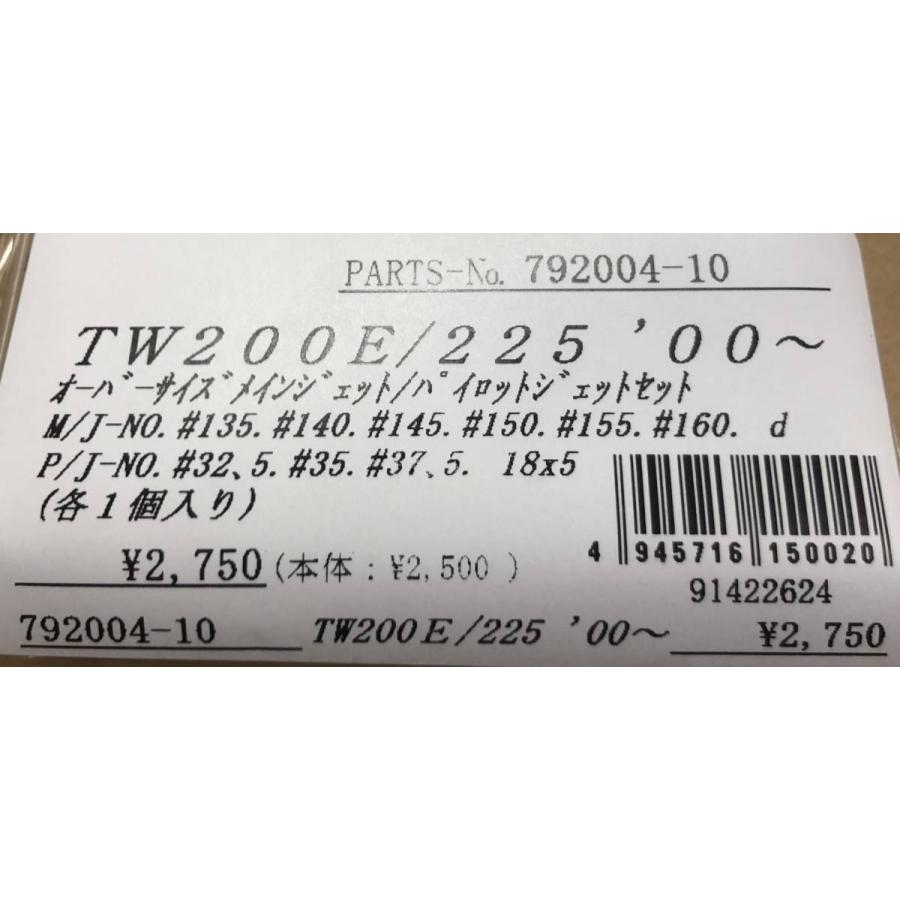 PARTS-No. 792004-10
TW200E/225 '00～
ｵｰﾊﾞｰｻｲｽﾞﾒｲﾝｼﾞｪｯﾄ/ﾊﾟｲﾛｯﾄｼﾞｪｯﾄｾｯﾄ
M/J-NO. #135. #140. #145. #150. #155. #160. d
P/J-NO. #32、5. #35. #37、5. 18x5
(各1個入り)
¥2,750 (本体：¥2,500 )
4 945716 150020
91422624
792004-10 TW200E/225 '00～ ¥2,750